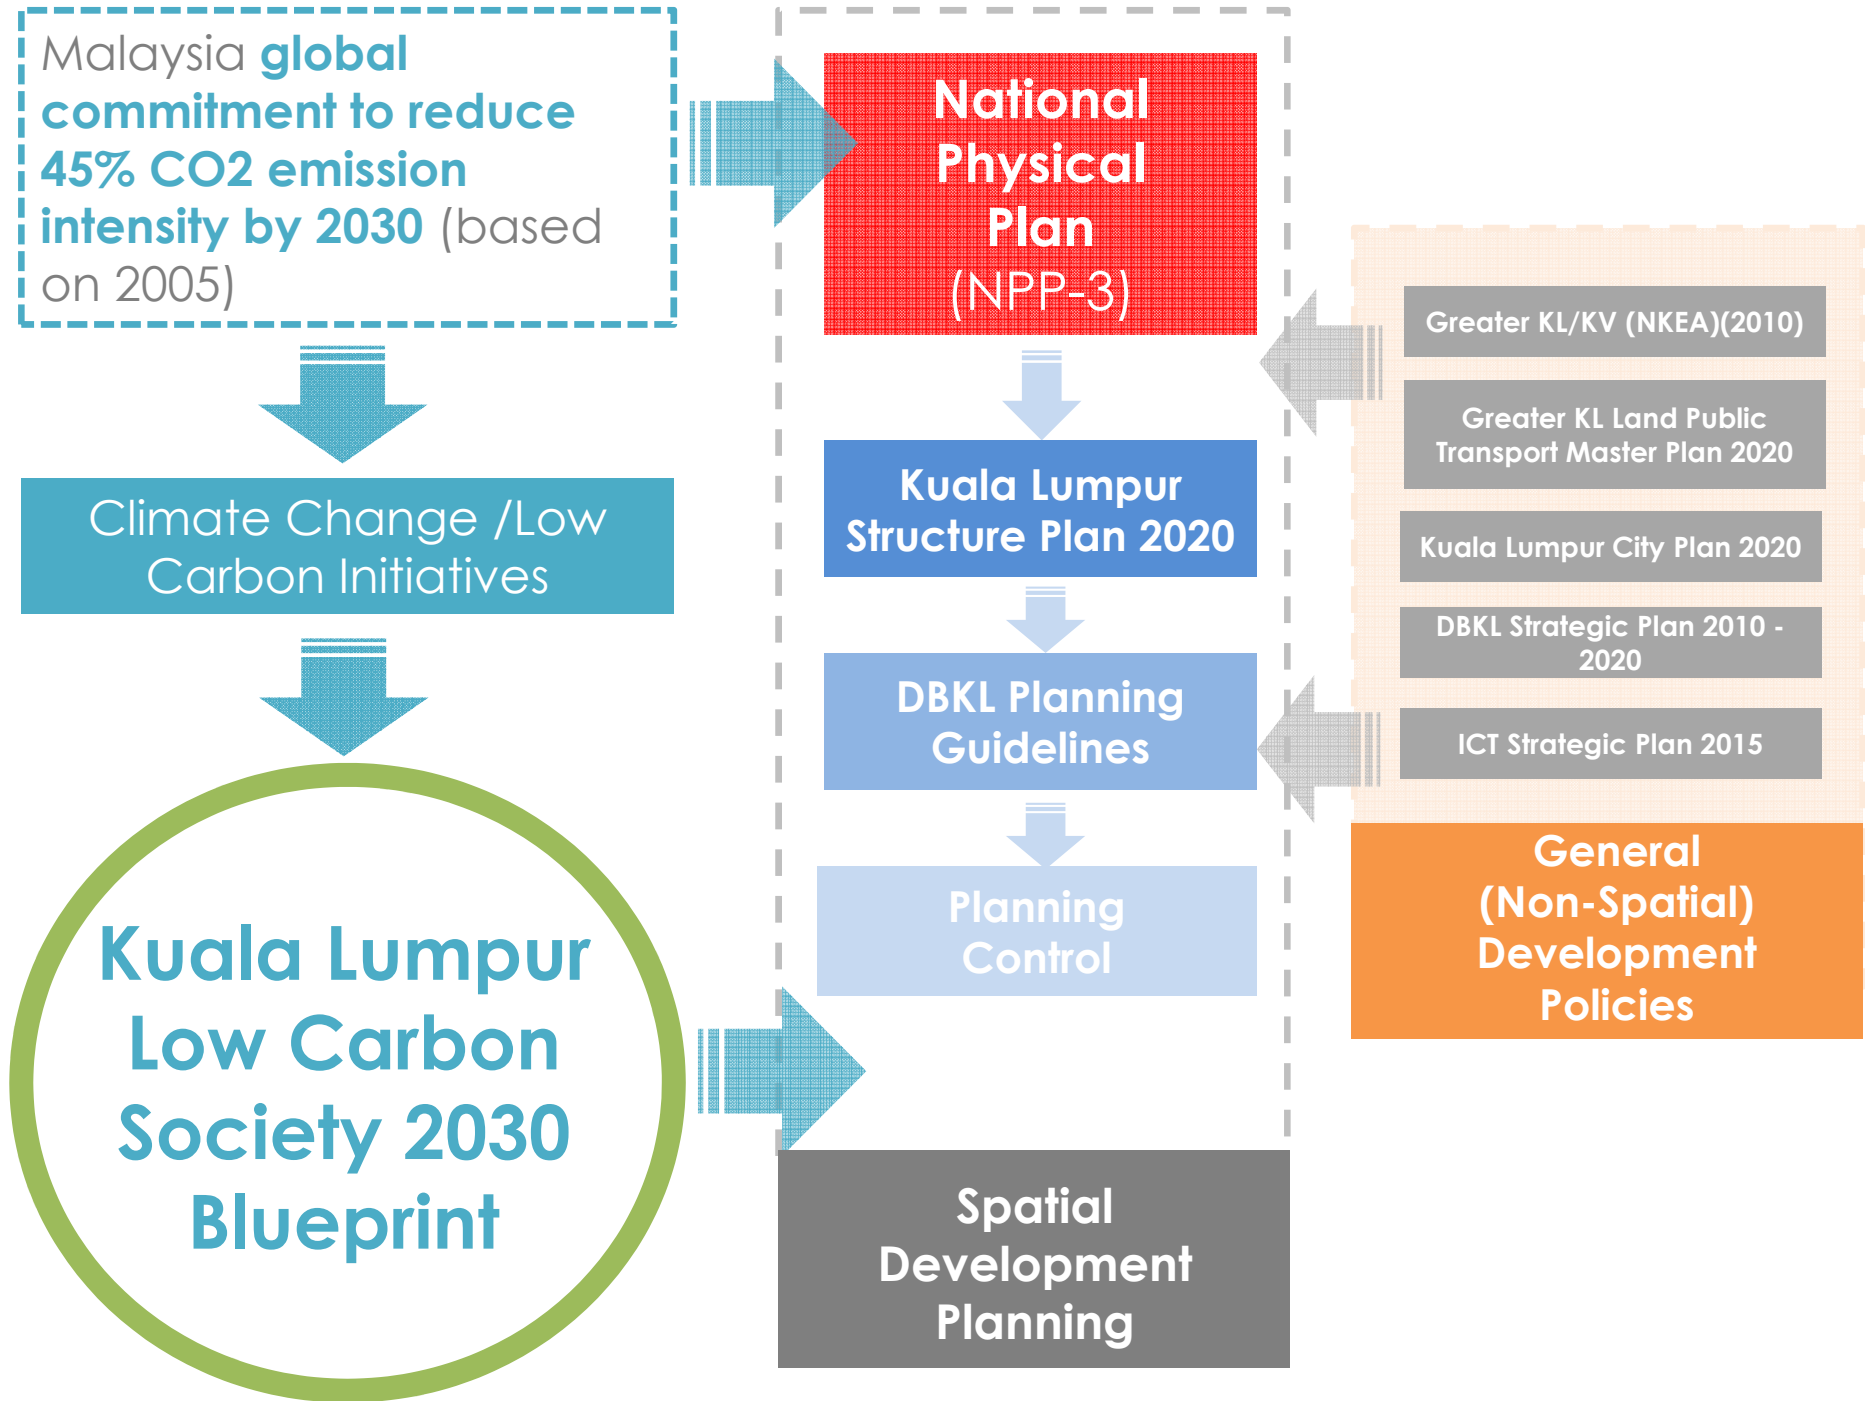 Malaysia global
commitment to reduce
45% CO2 emission
intensity by 2030 (based
on 2005)
Climate Change /Low
Carbon Initiatives
Kuala Lumpur
Low Carbon
Society 2030
Blueprint
National
Physical
Plan
(NPP-3)
Kuala Lumpur
Structure Plan 2020
DBKL Planning
Guidelines
Planning
Control
Spatial
Development
Planning
Greater KL/KV (NKEA)(2010)
Greater KL Land Public
Transport Master Plan 2020
Kuala Lumpur City Plan 2020
DBKL Strategic Plan 2010 -
2020
ICT Strategic Plan 2015
General
(Non-Spatial)
Development
Policies